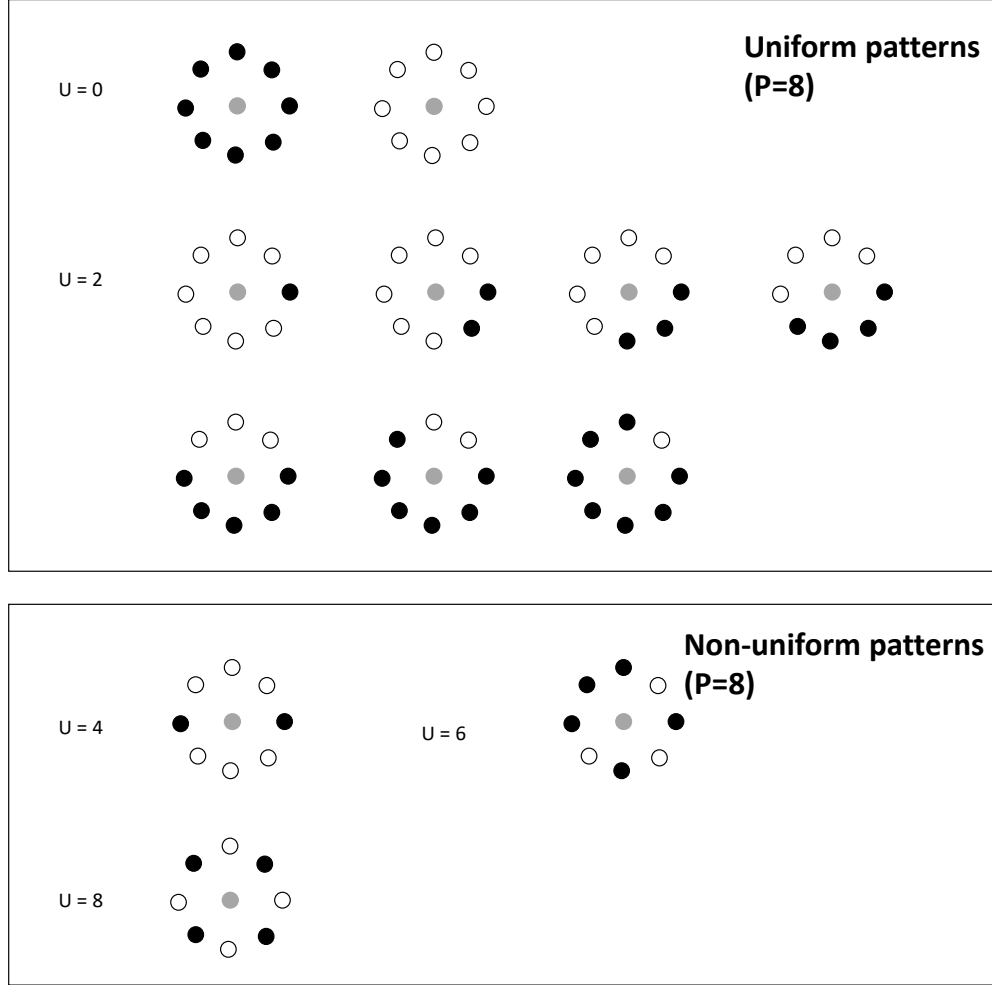 Uniform patterns
(P=8)
U = 0
U = 2
Non-uniform patterns
(P=8)
U = 4
U = 6
U = 8